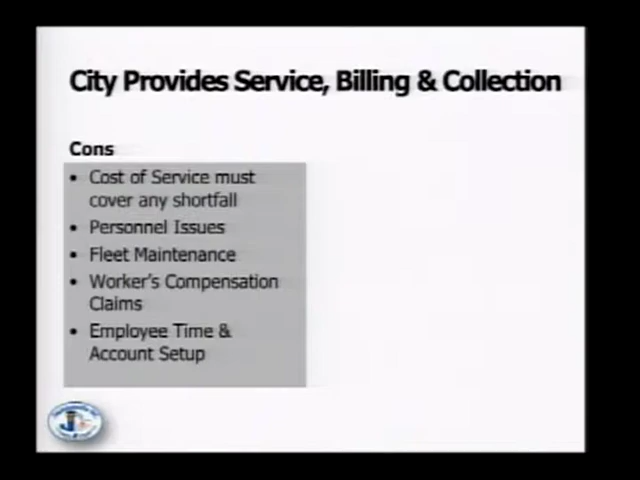 City Provides Service, Billing & Collection
Cons
• Cost of Service must
cover any shortfall
• Personnel Issues
• Fleet Maintenance
• Worker's Compensation
Claims
• Employee Time &
Account Setup